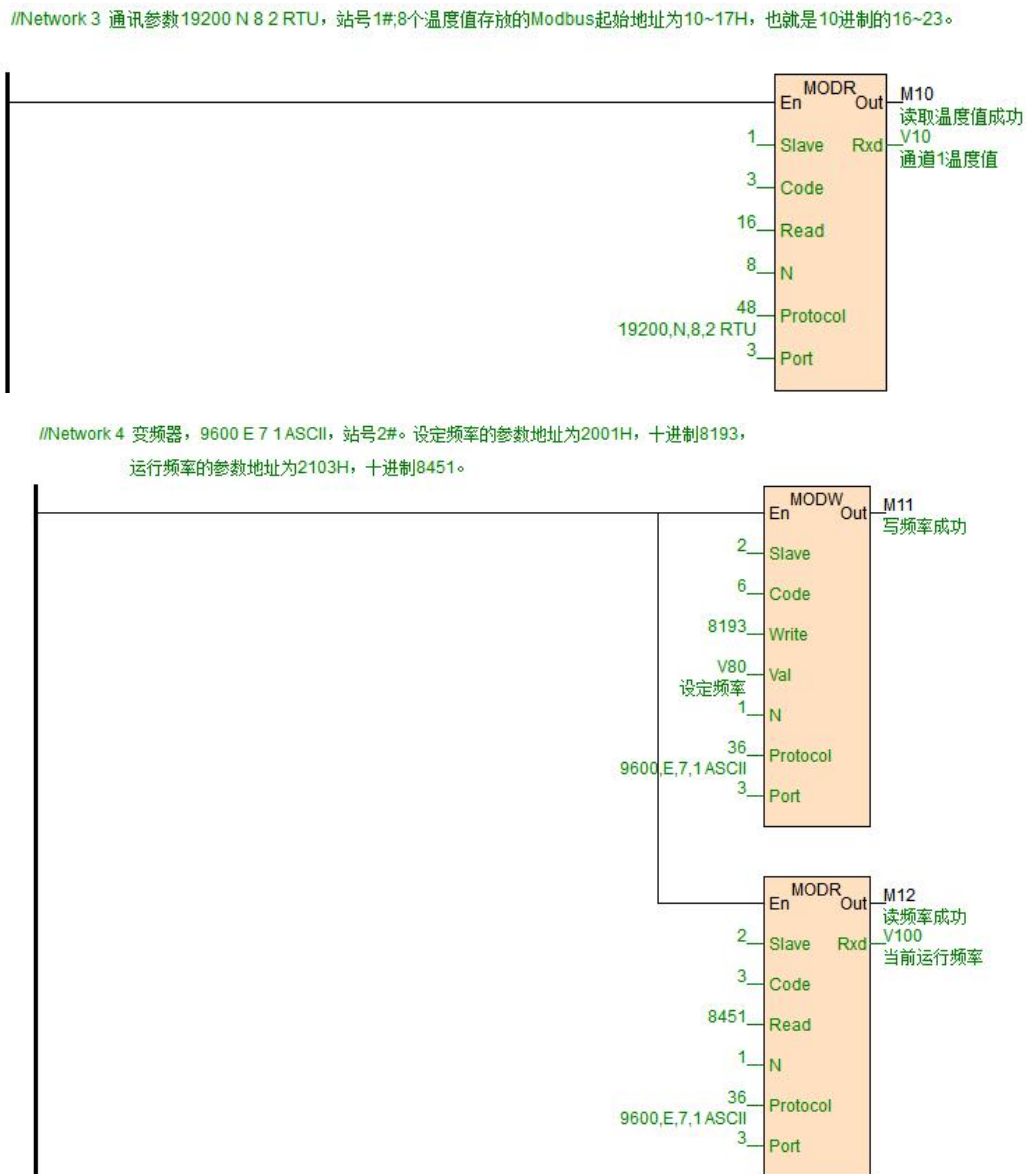 //Network 3 通讯参数19200 N 8 2 RTU，站号1#;8个温度值存放的Modbus起始地址为10~17H，也就是10进制的16~23。
MODR
En Out M10
读取温度值成功
1 Slave Rxd V10
通道1温度值
3 Code
16 Read
8 N
48 Protocol
19200,N,8,2 RTU
3 Port
//Network 4 变频器，9600 E 7 1 ASCII，站号2#。设定频率的参数地址为2001H，十进制8193，
运行频率的参数地址为2103H，十进制8451。
MODW
En Out M11
写频率成功
2 Slave
6 Code
8193 Write
V80 Val
设定频率
1 N
36 Protocol
9600,E,7,1 ASCII
3 Port
MODR
En Out M12
读频率成功
2 Slave Rxd V100
当前运行频率
3 Code
8451 Read
1 N
36 Protocol
9600,E,7,1 ASCII
3 Port